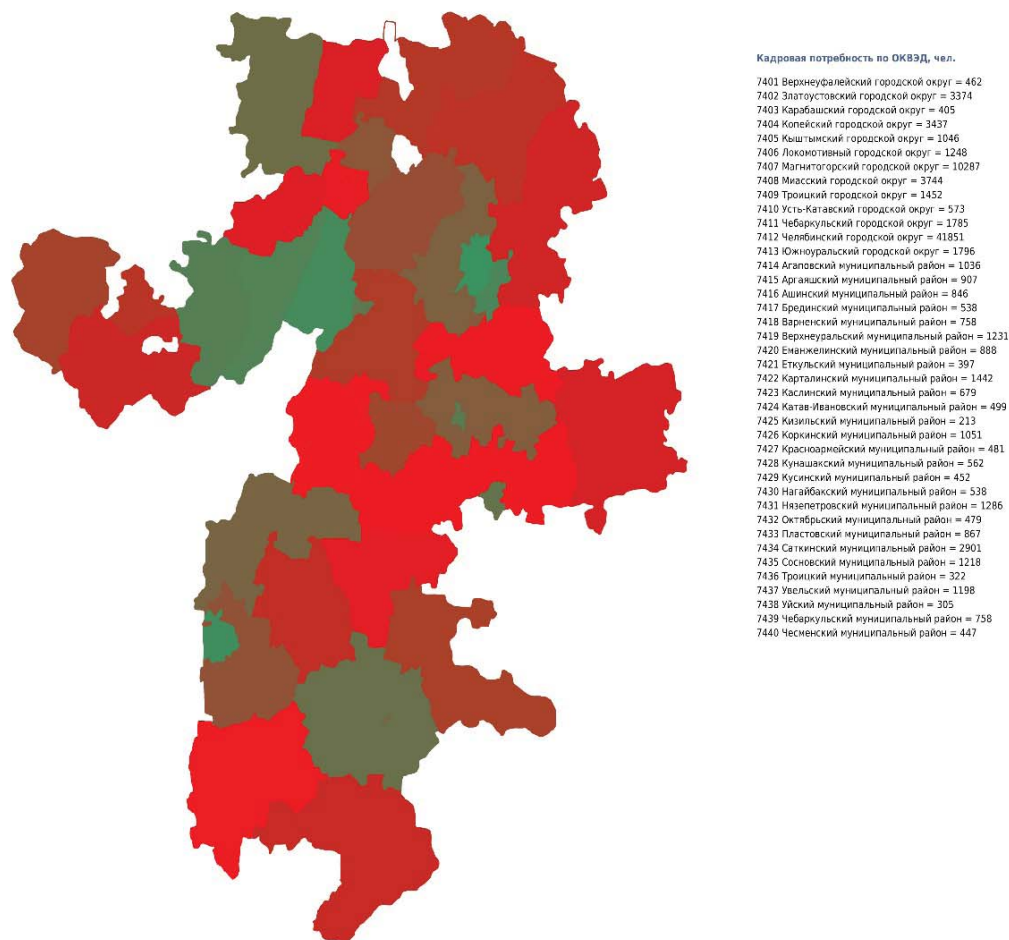 Кадровая потребность по ОКВЭД, чел.
7401 Верхнеуфалейский городской округ = 462
7402 Златоустовский городской округ = 3374
7403 Карабашский городской округ = 405
7404 Копейский городской округ = 3437
7405 Кыштымский городской округ = 1046
7406 Локомотивный городской округ = 1248
7407 Магнитогорский городской округ = 10287
7408 Миасский городской округ = 3744
7409 Троицкий городской округ = 1452
7410 Усть-Катавский городской округ = 573
7411 Чебаркульский городской округ = 1785
7412 Челябинский городской округ = 41851
7413 Южноуральский городской округ = 1796
7414 Агаповский муниципальный район = 1036
7415 Аргаяшский муниципальный район = 907
7416 Ашинский муниципальный район = 846
7417 Брединский муниципальный район = 538
7418 Варненский муниципальный район = 758
7419 Верхнеуральский муниципальный район = 1231
7420 Еманжелинский муниципальный район = 888
7421 Еткульский муниципальный район = 397
7422 Карталинский муниципальный район = 1442
7423 Каслинский муниципальный район = 679
7424 Катав-Ивановский муниципальный район = 499
7425 Кизильский муниципальный район = 213
7426 Коркинский муниципальный район = 1051
7427 Красноармейский муниципальный район = 481
7428 Кунашакский муниципальный район = 562
7429 Кусинский муниципальный район = 452
7430 Нагайбакский муниципальный район = 538
7431 Нязепетровский муниципальный район = 1286
7432 Октябрьский муниципальный район = 479
7433 Пластовский муниципальный район = 867
7434 Саткинский муниципальный район = 2901
7435 Сосновский муниципальный район = 1218
7436 Троицкий муниципальный район = 322
7437 Увельский муниципальный район = 1198
7438 Уйский муниципальный район = 305
7439 Чебаркульский муниципальный район = 758
7440 Чесменский муниципальный район = 447